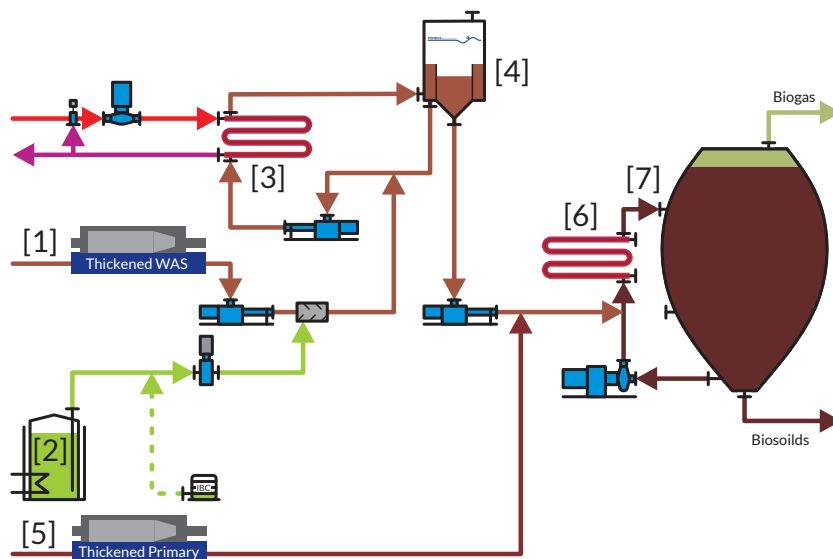 [4]
Biogas
[3]
[7]
[6]
[1]
Thickened WAS
[2]
IBC
Biosoilds
[5]
Thickened Primary